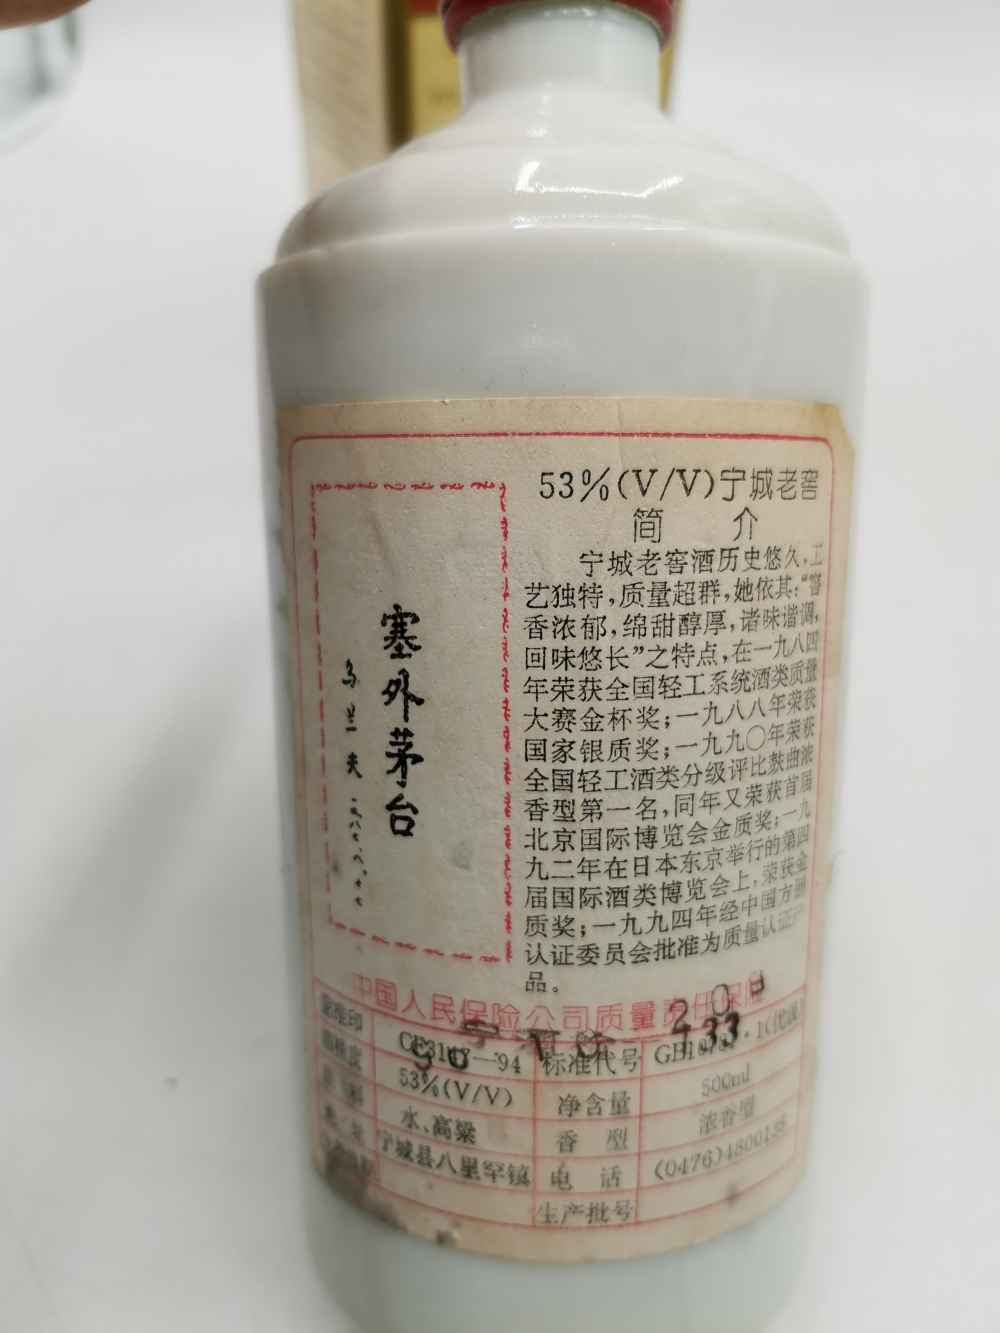 53%(V/V)宁城老窖
简 介
宁城老窖酒历史悠久,工
艺独特,质量超群,她依其:“窖
香浓郁,绵甜醇厚,诸味谐调,
回味悠长”之特点,在一九八四
年荣获全国轻工系统酒类质量
大赛金杯奖;一九八八年荣获
国家银质奖;一九九〇年荣获
全国轻工酒类分级评比麸曲浓
香型第一名,同年又荣获首届
北京国际博览会金质奖;一九
九二年在日本东京举行的第四
届国际酒类博览会上,荣获金
质奖;一九九四年经中国方圆
认证委员会批准为质量认证产
品。
塞外茅台
乌兰夫
中国人民保险公司质量责任保险
标准代号
53%(V/V) 净含量 500ml
水、高粱 香 型 浓香型
宁城县八里罕镇 电 话
生产批号